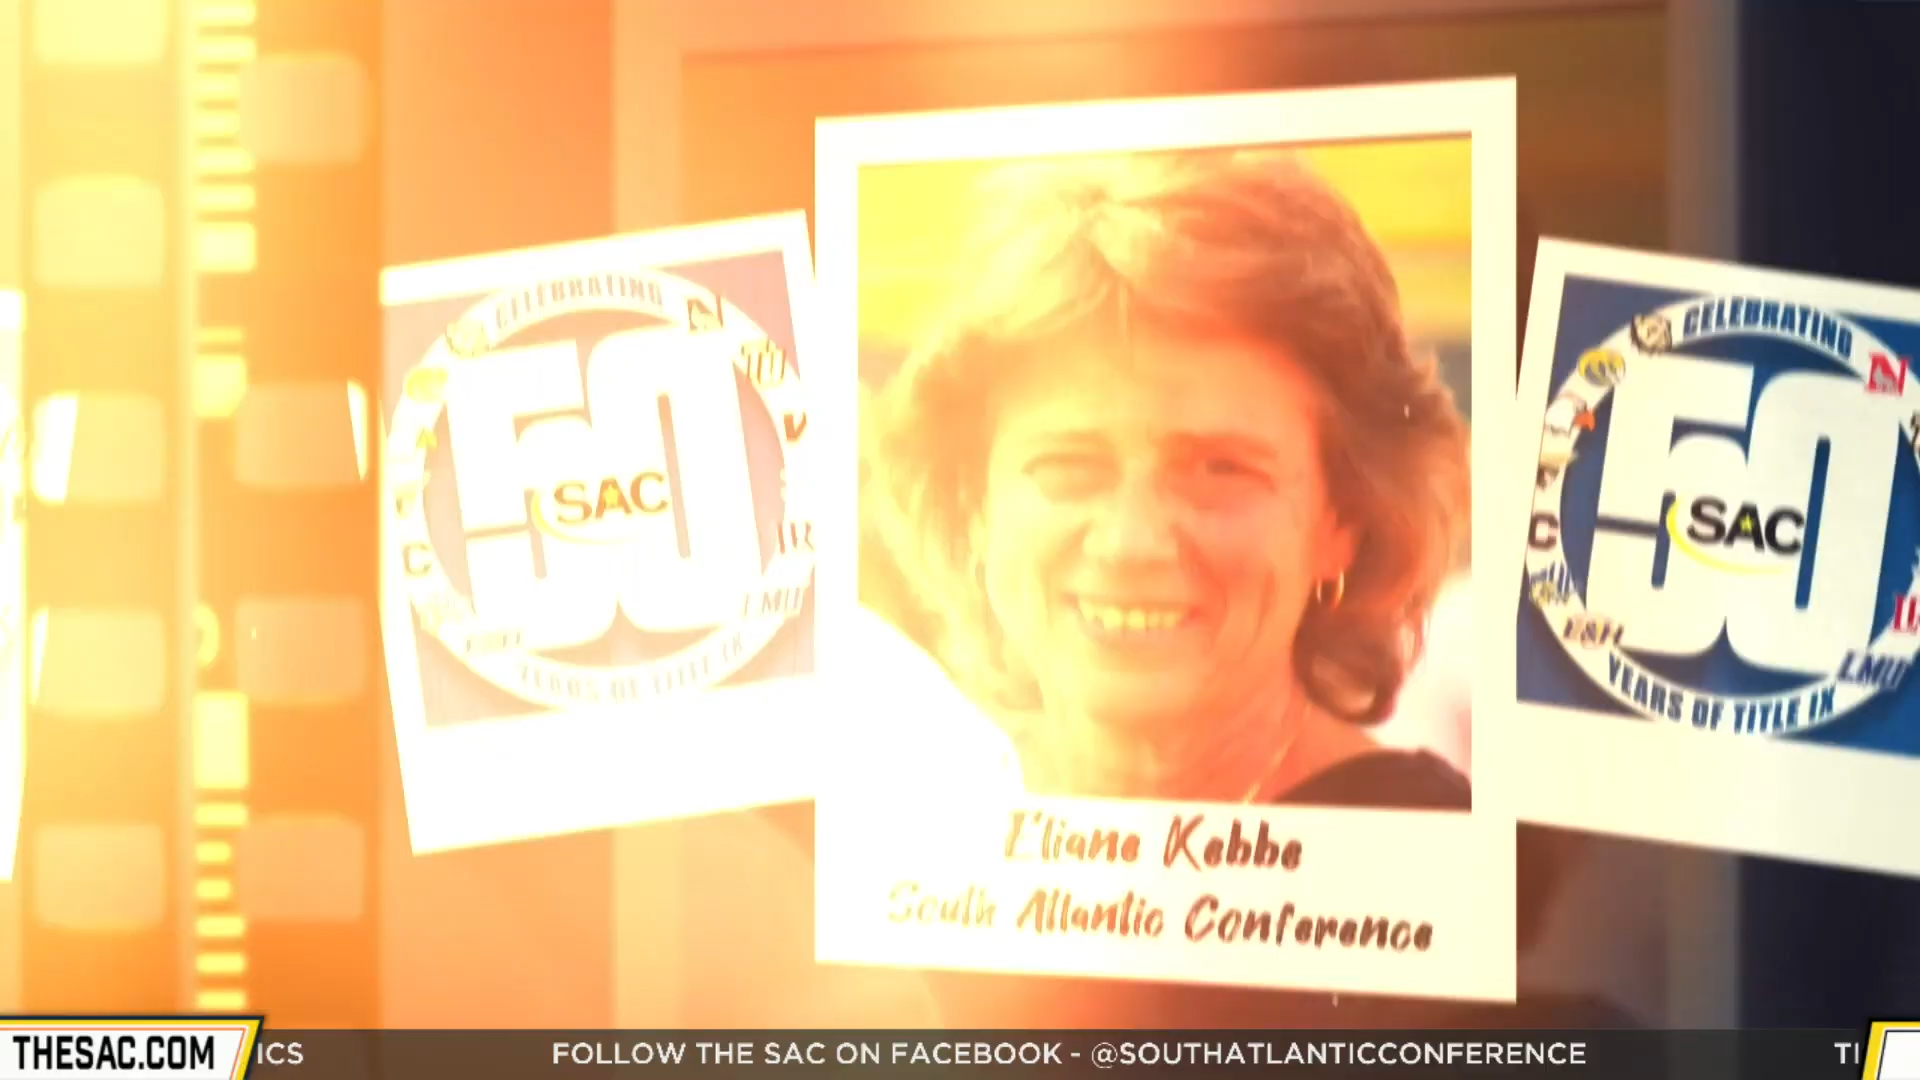 CELEBRATING
50
SAC
YEARS OF TITLE IX
LMU
Eliane Kebbe
South Atlantic Conference
CELEBRATING
50
SAC
E&H
LMU
YEARS OF TITLE IX
THESAC.COM
ICS
FOLLOW THE SAC ON FACEBOOK - @SOUTHATLANTICCONFERENCE